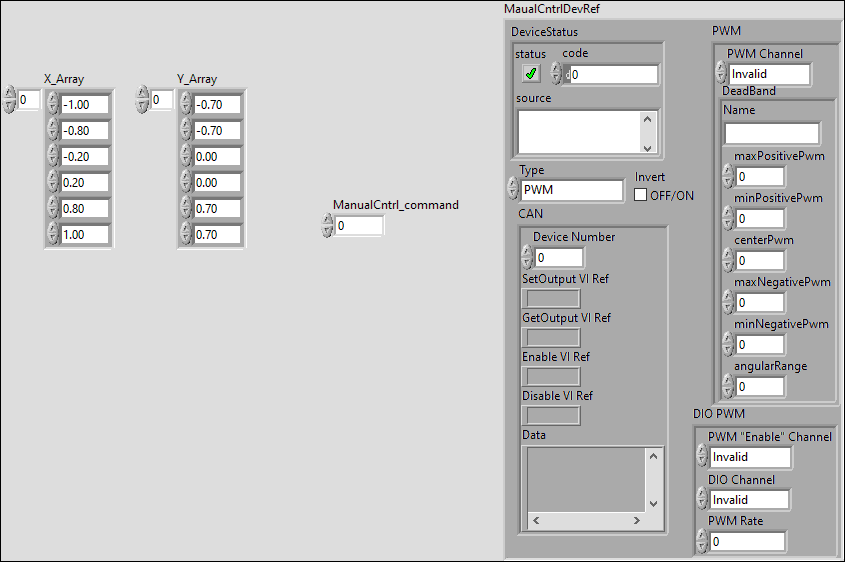 X_Array
0
-1.00
-0.80
-0.20
0.20
0.80
1.00
Y_Array
0
-0.70
-0.70
0.00
0.00
0.70
0.70
ManualCntrl_command
0
MaualCntrlDevRef
DeviceStatus
status
code
d0
source
Type
PWM
Invert
OFF/ON
CAN
Device Number
0
SetOutput VI Ref
GetOutput VI Ref
Enable VI Ref
Disable VI Ref
Data
PWM
PWM Channel
Invalid
DeadBand
Name
maxPositivePwm
0
minPositivePwm
0
centerPwm
0
maxNegativePwm
0
minNegativePwm
0
angularRange
0
DIO PWM
PWM "Enable" Channel
Invalid
DIO Channel
Invalid
PWM Rate
0